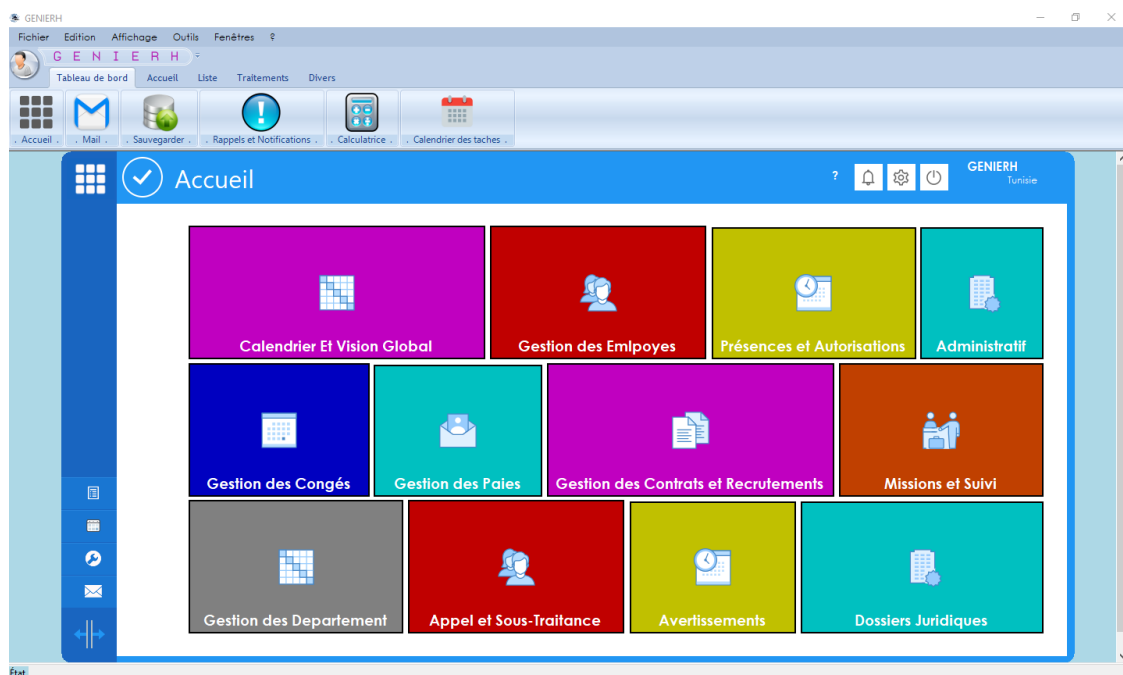 GENIERH
Fichier Edition Affichage Outils Fenêtres ?
G E N I E R H
Tableau de bord Accueil Liste Traitements Divers
. Accueil . . Mail . . Sauvegarder . . Rappels et Notifications . . Calculatrice . . Calendrier des taches .
Accueil ? GENIERH
Tunisie
Calendrier Et Vision Global Gestion des Emlpoyes Présences et Autorisations Administratif
Gestion des Congés Gestion des Paies Gestion des Contrats et Recrutements Missions et Suivi
Gestion des Departement Appel et Sous-Traitance Avertissements Dossiers Juridiques
État